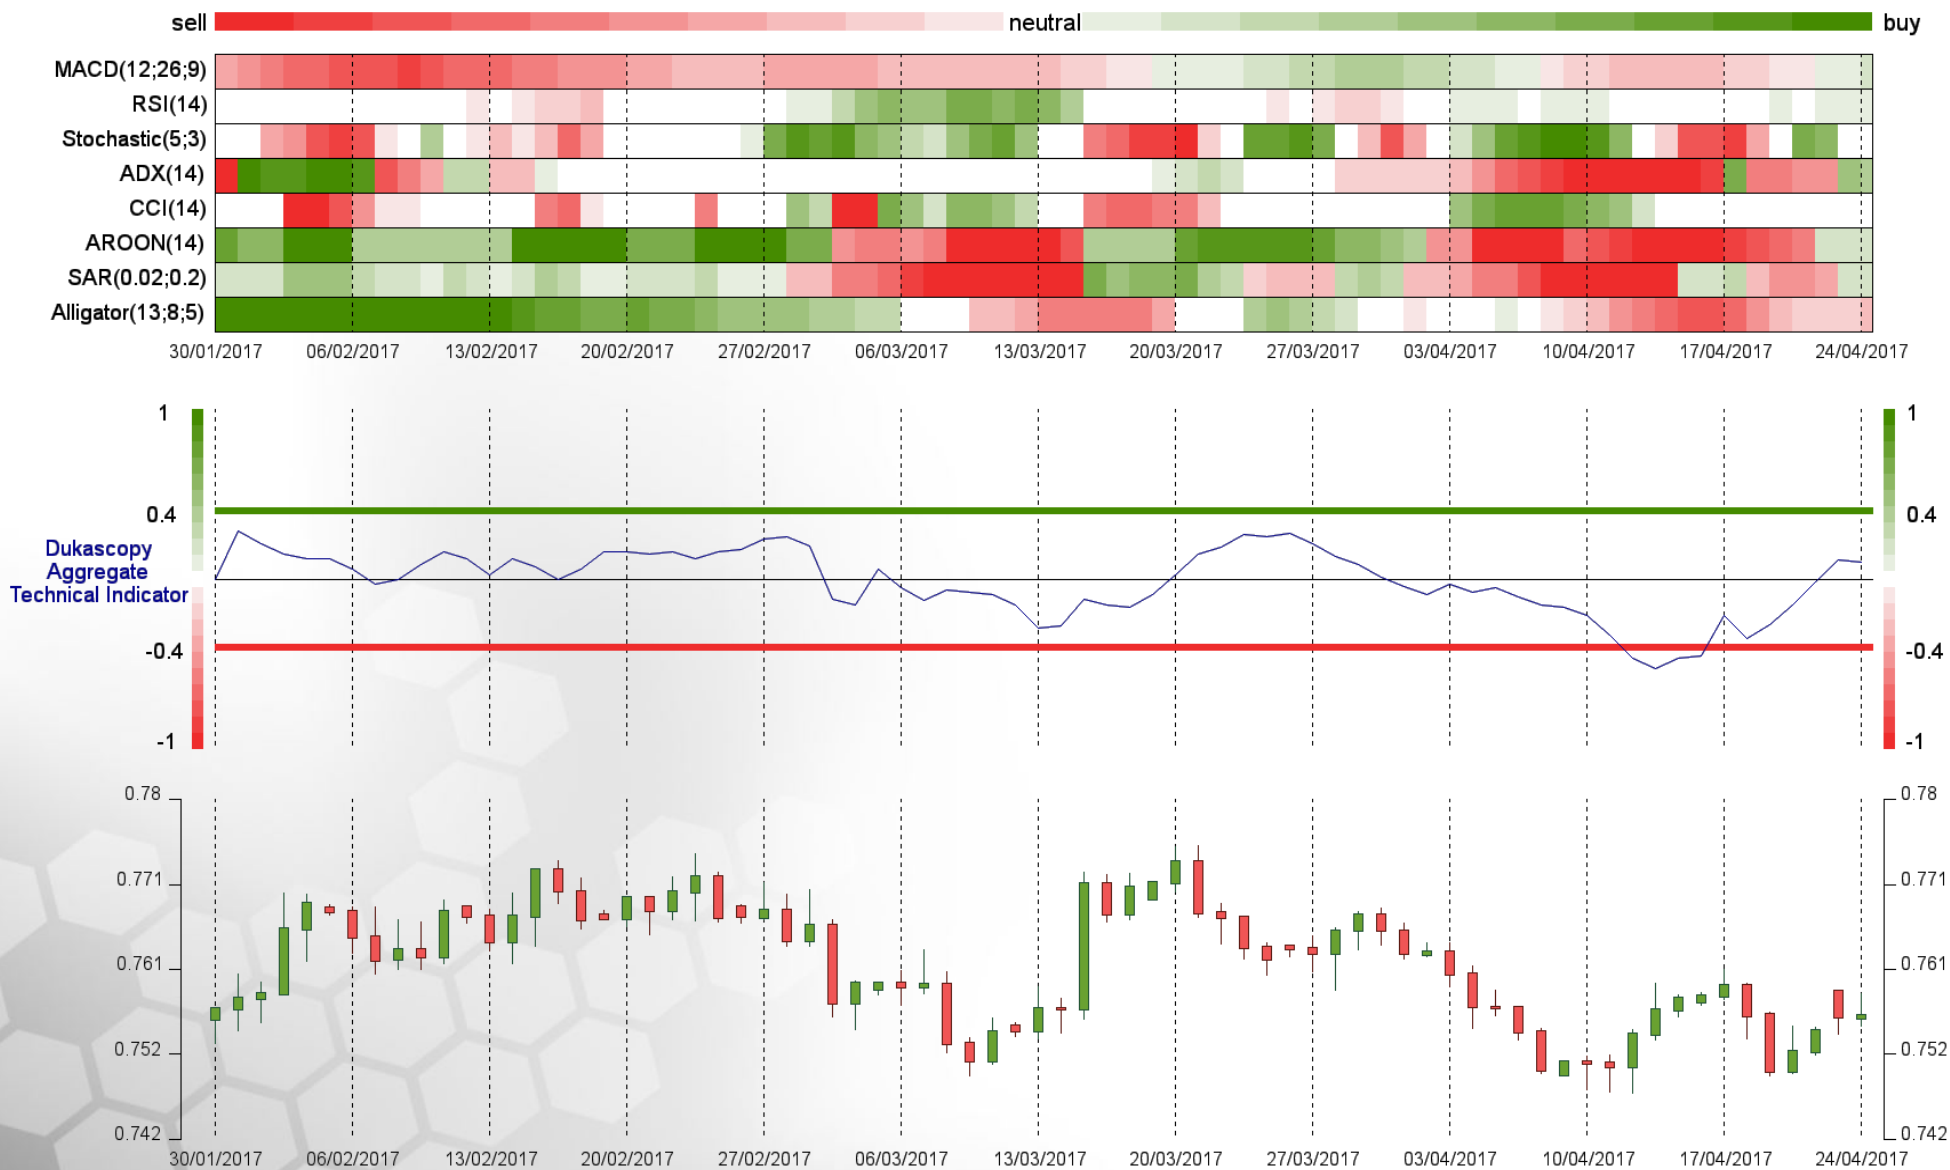 sell neutral buy
MACD(12;26;9)
RSI(14)
Stochastic(5;3)
ADX(14)
CCI(14)
AROON(14)
SAR(0.02;0.2)
Alligator(13;8;5)
30/01/2017 06/02/2017 13/02/2017 20/02/2017 27/02/2017 06/03/2017 13/03/2017 20/03/2017 27/03/2017 03/04/2017 10/04/2017 17/04/2017 24/04/2017
1 1
0.4 0.4
Dukascopy
Aggregate
Technical Indicator
-0.4 -0.4
-1 -1
0.78 0.78
0.771 0.771
0.761 0.761
0.752 0.752
0.742 0.742
30/01/2017 06/02/2017 13/02/2017 20/02/2017 27/02/2017 06/03/2017 13/03/2017 20/03/2017 27/03/2017 03/04/2017 10/04/2017 17/04/2017 24/04/2017